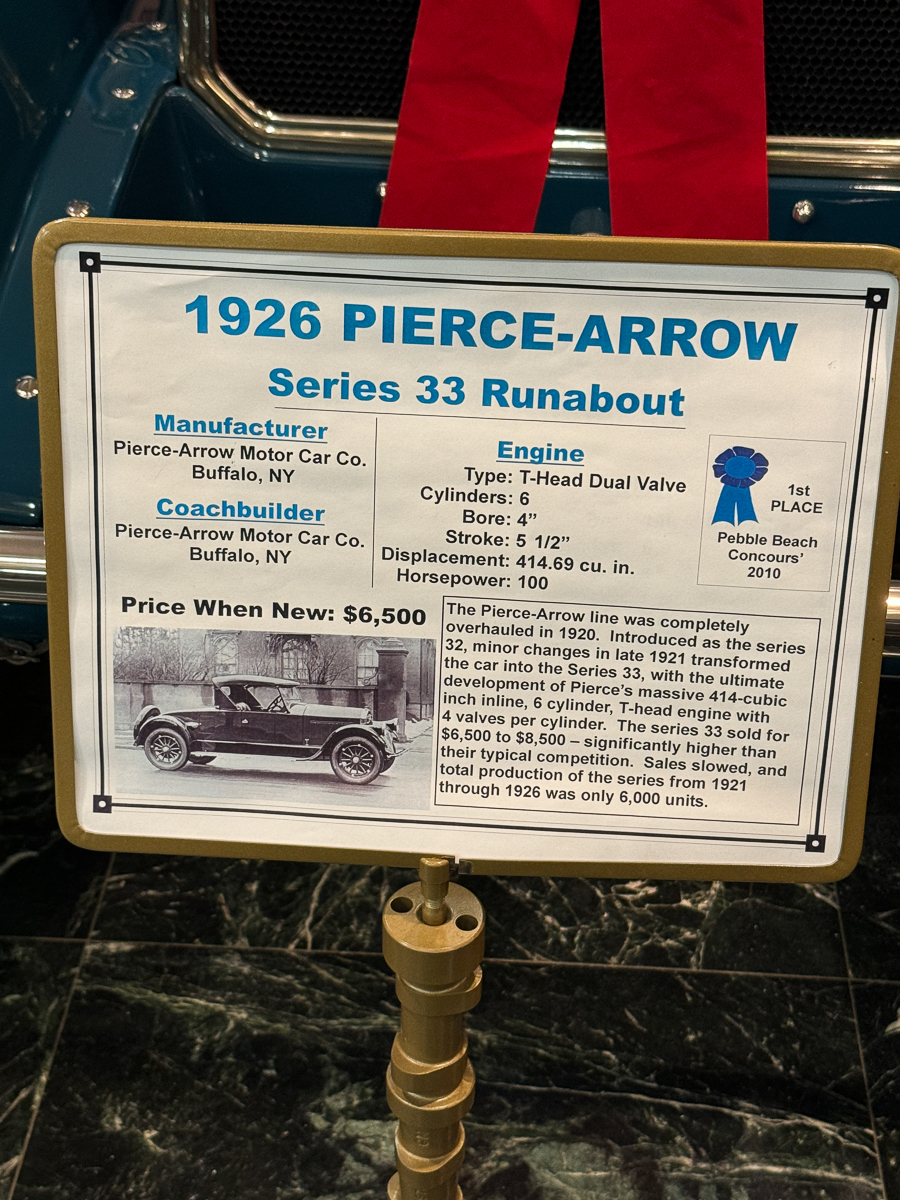 1926 PIERCE-ARROW
Series 33 Runabout
Manufacturer
Pierce-Arrow Motor Car Co.
Buffalo, NY
Coachbuilder
Pierce-Arrow Motor Car Co.
Buffalo, NY
Engine
Type: T-Head Dual Valve
Cylinders: 6
Bore: 4”
Stroke: 5 1/2”
Displacement: 414.69 cu. in.
Horsepower: 100
1st
PLACE
Pebble Beach
Concours’
2010
Price When New: $6,500
The Pierce-Arrow line was completely
overhauled in 1920. Introduced as the series
32, minor changes in late 1921 transformed
the car into the Series 33, with the ultimate
development of Pierce’s massive 414-cubic
inch inline, 6 cylinder, T-head engine with
4 valves per cylinder. The series 33 sold for
$6,500 to $8,500 – significantly higher than
their typical competition. Sales slowed, and
total production of the series from 1921
through 1926 was only 6,000 units.